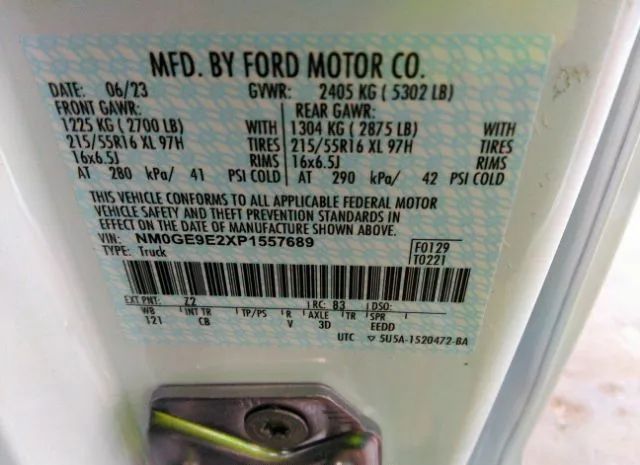 MFD. BY FORD MOTOR CO.
DATE: 06/23 GVWR: 2405 KG ( 5302 LB)
FRONT GAWR: REAR GAWR:
1225 KG ( 2700 LB) WITH 1304 KG ( 2875 LB) WITH
215/55R16 XL 97H TIRES 215/55R16 XL 97H TIRES
16x6.5J RIMS 16x6.5J RIMS
AT 280 kPa/ 41 PSI COLD AT 290 kPa/ 42 PSI COLD
THIS VEHICLE CONFORMS TO ALL APPLICABLE FEDERAL MOTOR
VEHICLE SAFETY AND THEFT PREVENTION STANDARDS IN
EFFECT ON THE DATE OF MANUFACTURE SHOWN ABOVE.
VIN: NM0GE9E2XP1557689 F0129
TYPE: Truck T0221
EXT PNT: Z2 RC: 83 DSO:
WB INT TR TP/PS R AXLE TR SPR
121 CB V 3D EEDD
UTC ▽ 5U5A-1520472-BA